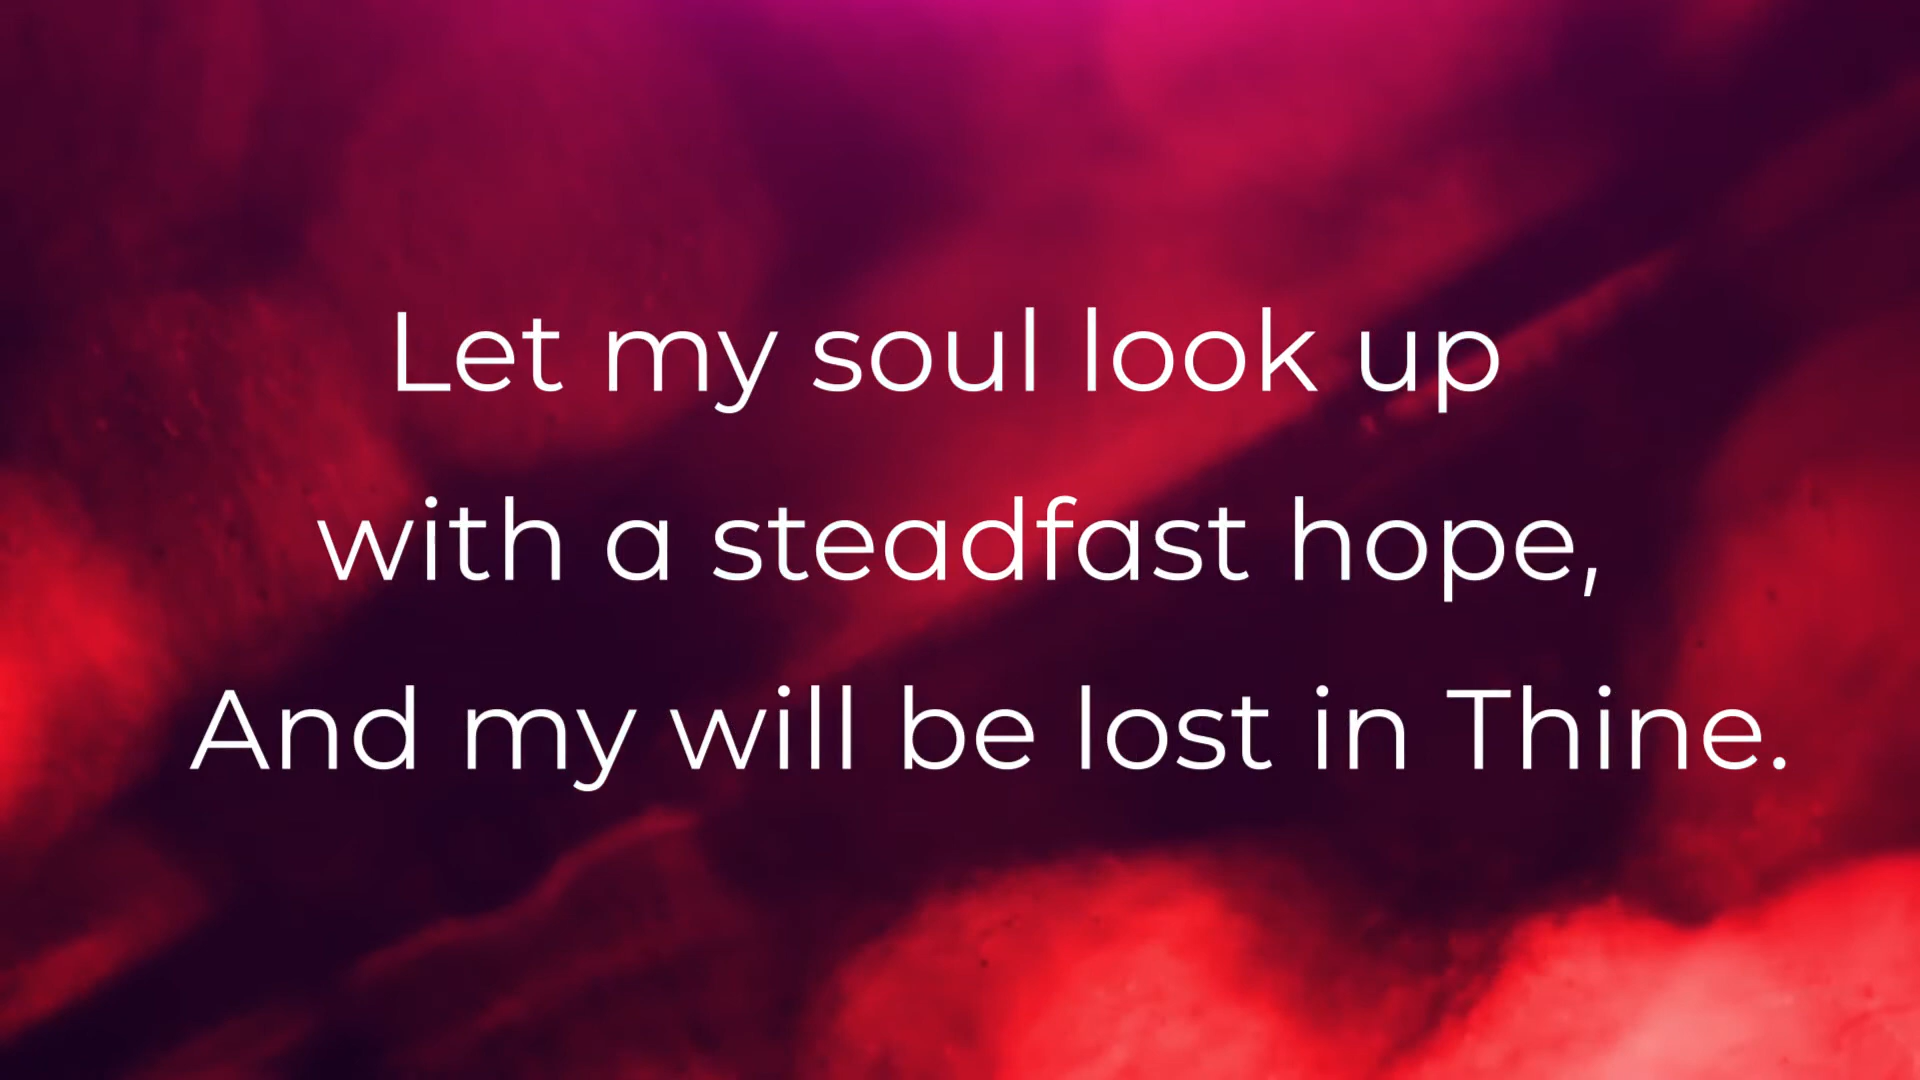 Let my soul look up
with a steadfast hope,
And my will be lost in Thine.